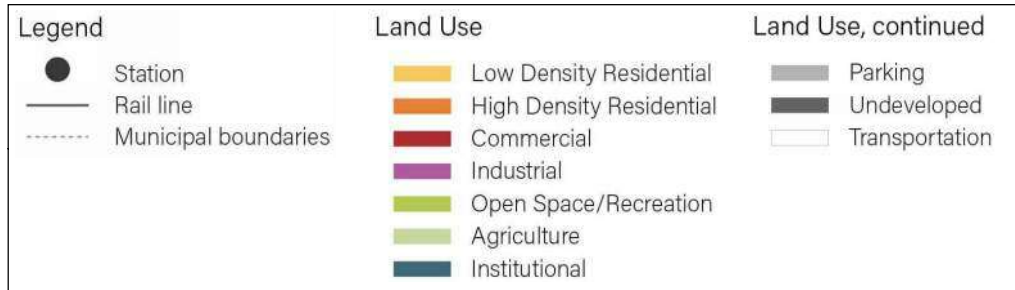 Legend
Station
Rail line
Municipal boundaries
Land Use
Low Density Residential
High Density Residential
Commercial
Industrial
Open Space/Recreation
Agriculture
Institutional
Land Use, continued
Parking
Undeveloped
Transportation